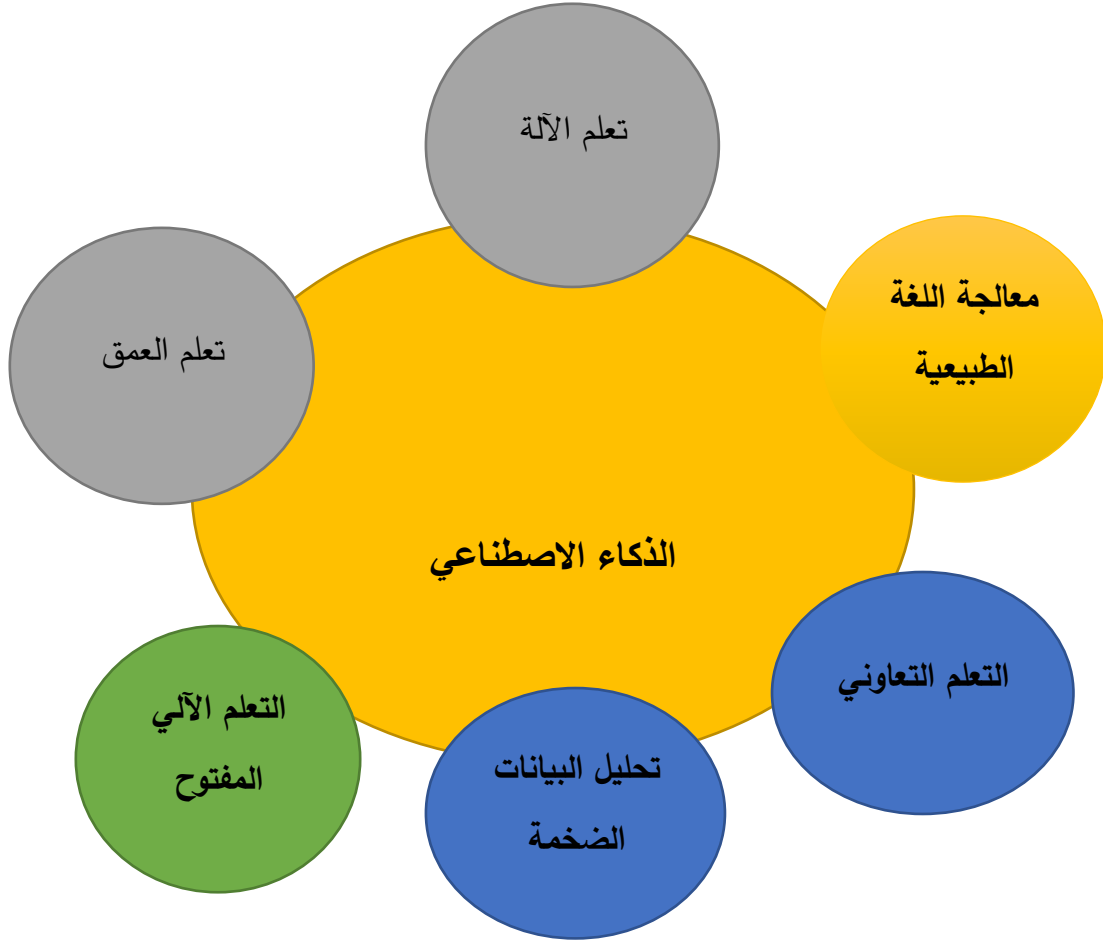 تعلم الآلة
معالجة اللغة
الطبيعية
تعلم العمق
الذكاء الاصطناعي
التعلم التعاوني
التعلم الآلي
المفتوح
تحليل البيانات
الضخمة